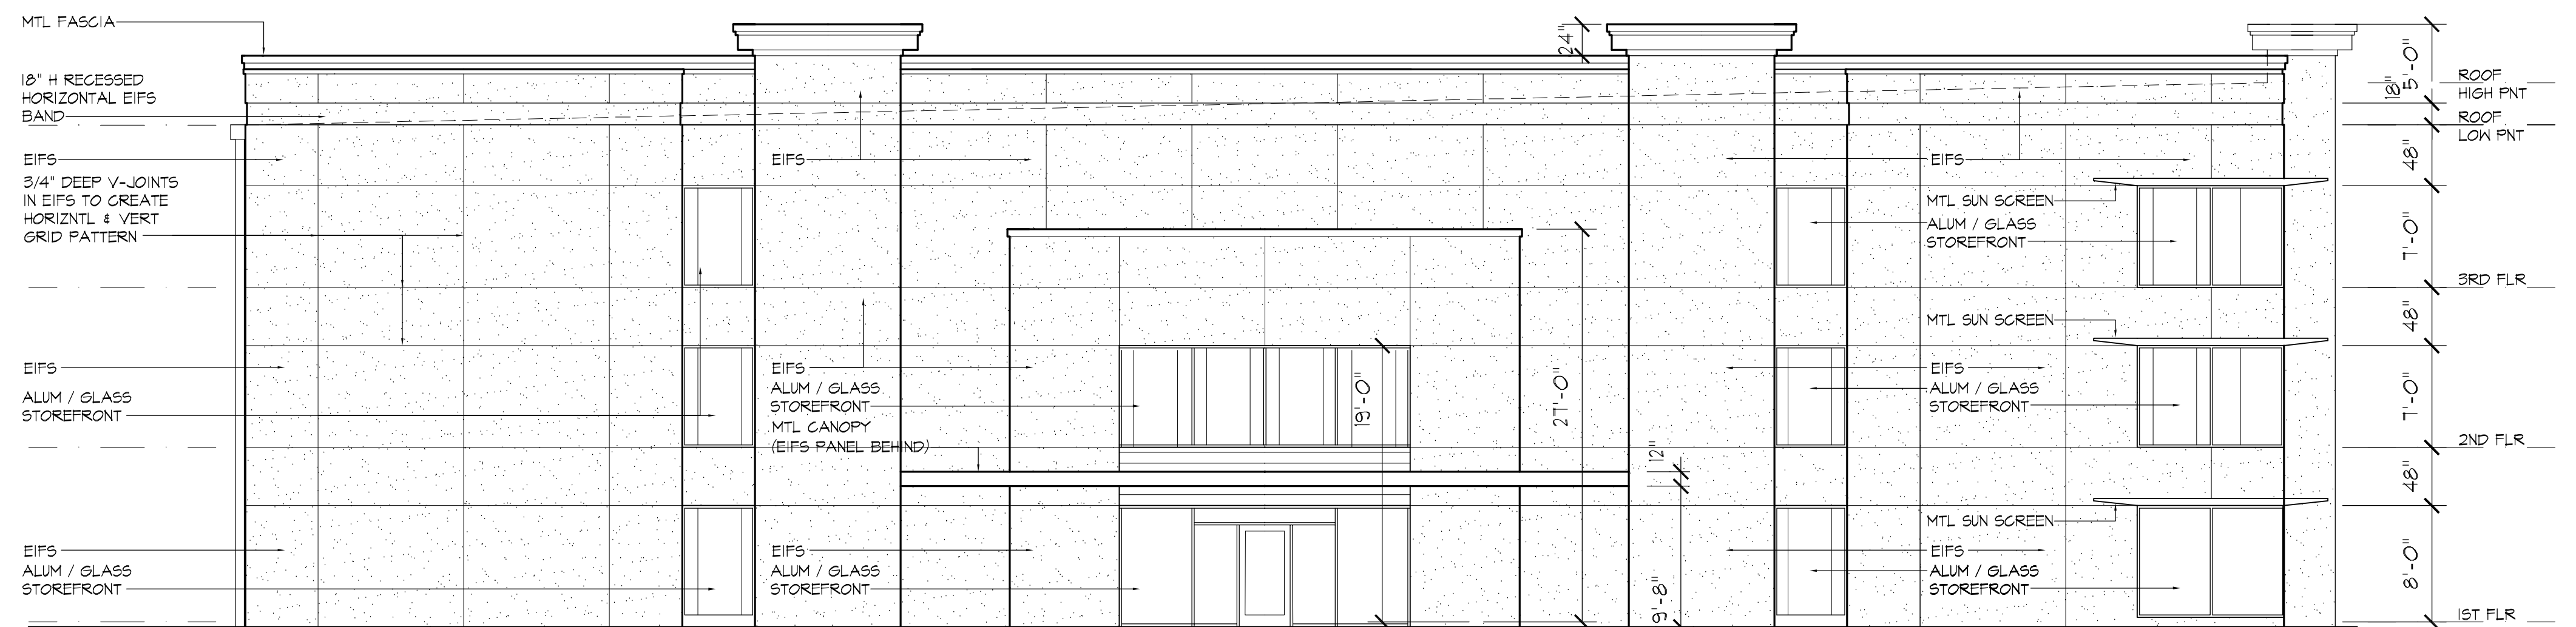 MTL FASCIA
18" H RECESSED
HORIZONTAL EIFS
BAND
EIFS
3/4" DEEP V-JOINTS
IN EIFS TO CREATE
HORIZNTL & VERT
GRID PATTERN
EIFS
ALUM / GLASS
STOREFRONT
EIFS
ALUM / GLASS
STOREFRONT
EIFS
EIFS
ALUM / GLASS
STOREFRONT
MTL CANOPY
(EIFS PANEL BEHIND)
EIFS
ALUM / GLASS
STOREFRONT
24"
19'-0"
27'-0"
12"
9'-8"
EIFS
MTL SUN SCREEN
ALUM / GLASS
STOREFRONT
MTL SUN SCREEN
EIFS
ALUM / GLASS
STOREFRONT
MTL SUN SCREEN
EIFS
ALUM / GLASS
STOREFRONT
5'-0"
18"
48"
7'-0"
48"
7'-0"
48"
8'-0"
ROOF
HIGH PNT
ROOF
LOW PNT
3RD FLR
2ND FLR
1ST FLR